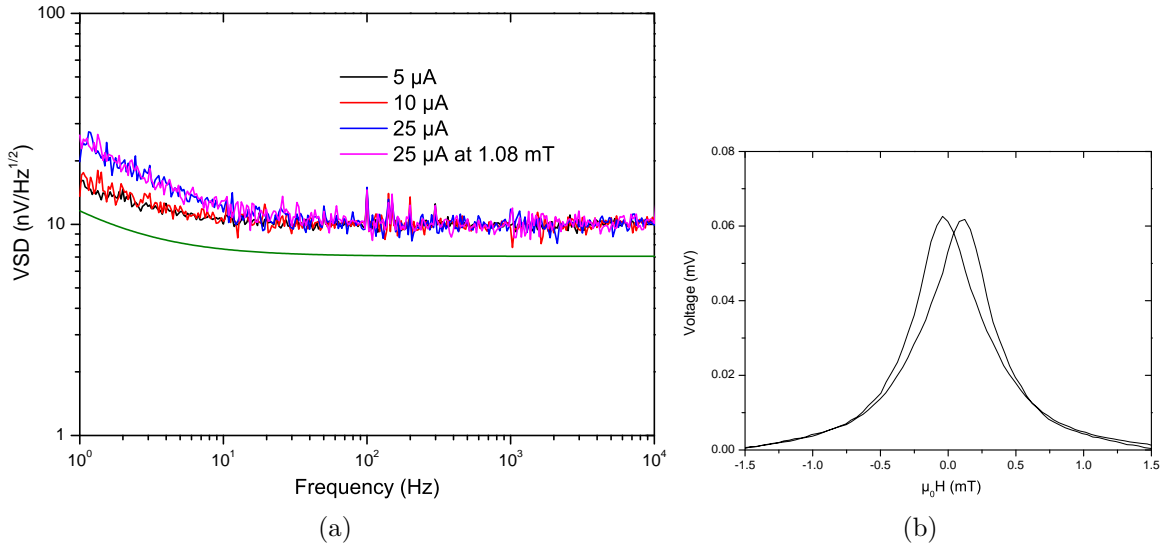 100
10
1
VSD (nV/Hz^{1/2})
5 µA
10 µA
25 µA
25 µA at 1.08 mT
10^0 10^1 10^2 10^3 10^4
Frequency (Hz)
(a)
0.08
0.06
0.04
0.02
0.00
Voltage (mV)
-1.5 -1.0 -0.5 0.0 0.5 1.0 1.5
µ_0H (mT)
(b)